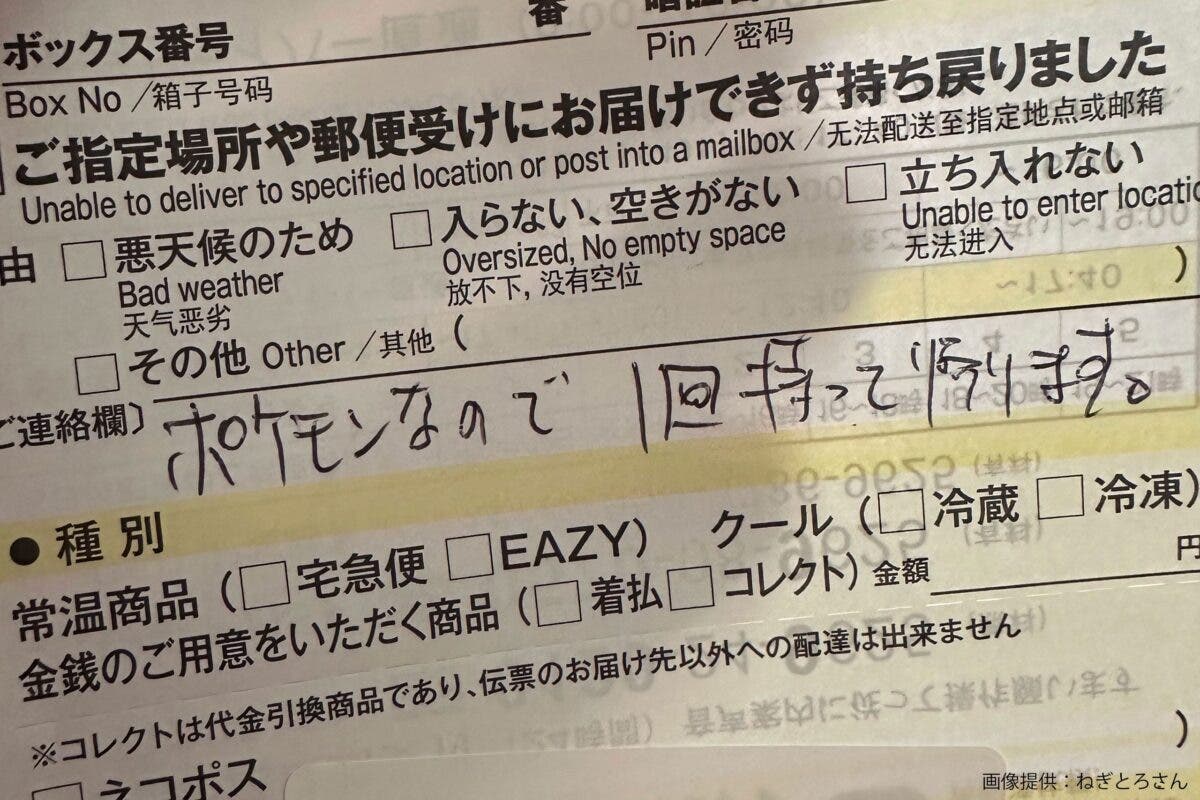 ボックス番号 番
Box No /箱子号码 Pin / 密码
ご指定場所や郵便受けにお届けできず持ち戻りました
Unable to deliver to specified location or post into a mailbox /无法配送至指定地点或邮箱
由 □ 悪天候のため □ 入らない、空きがない □ 立ち入れない
Bad weather Oversized, No empty space Unable to enter
天气恶劣 放不下, 没有空位 无法进入
□ その他 Other / 其他 ( )
ご連絡欄〕 ポケモンなので 1回持って帰ります。
● 種別
常温商品 (□ 宅急便 □ EAZY) クール (□ 冷蔵 □ 冷凍)
金銭のご用意をいただく商品 (□ 着払 □ コレクト) 金額 円
※コレクトは代金引換商品であり、伝票のお届け先以外への配達は出来ません
)
□ ネコポス
画像提供:ねぎとろさん